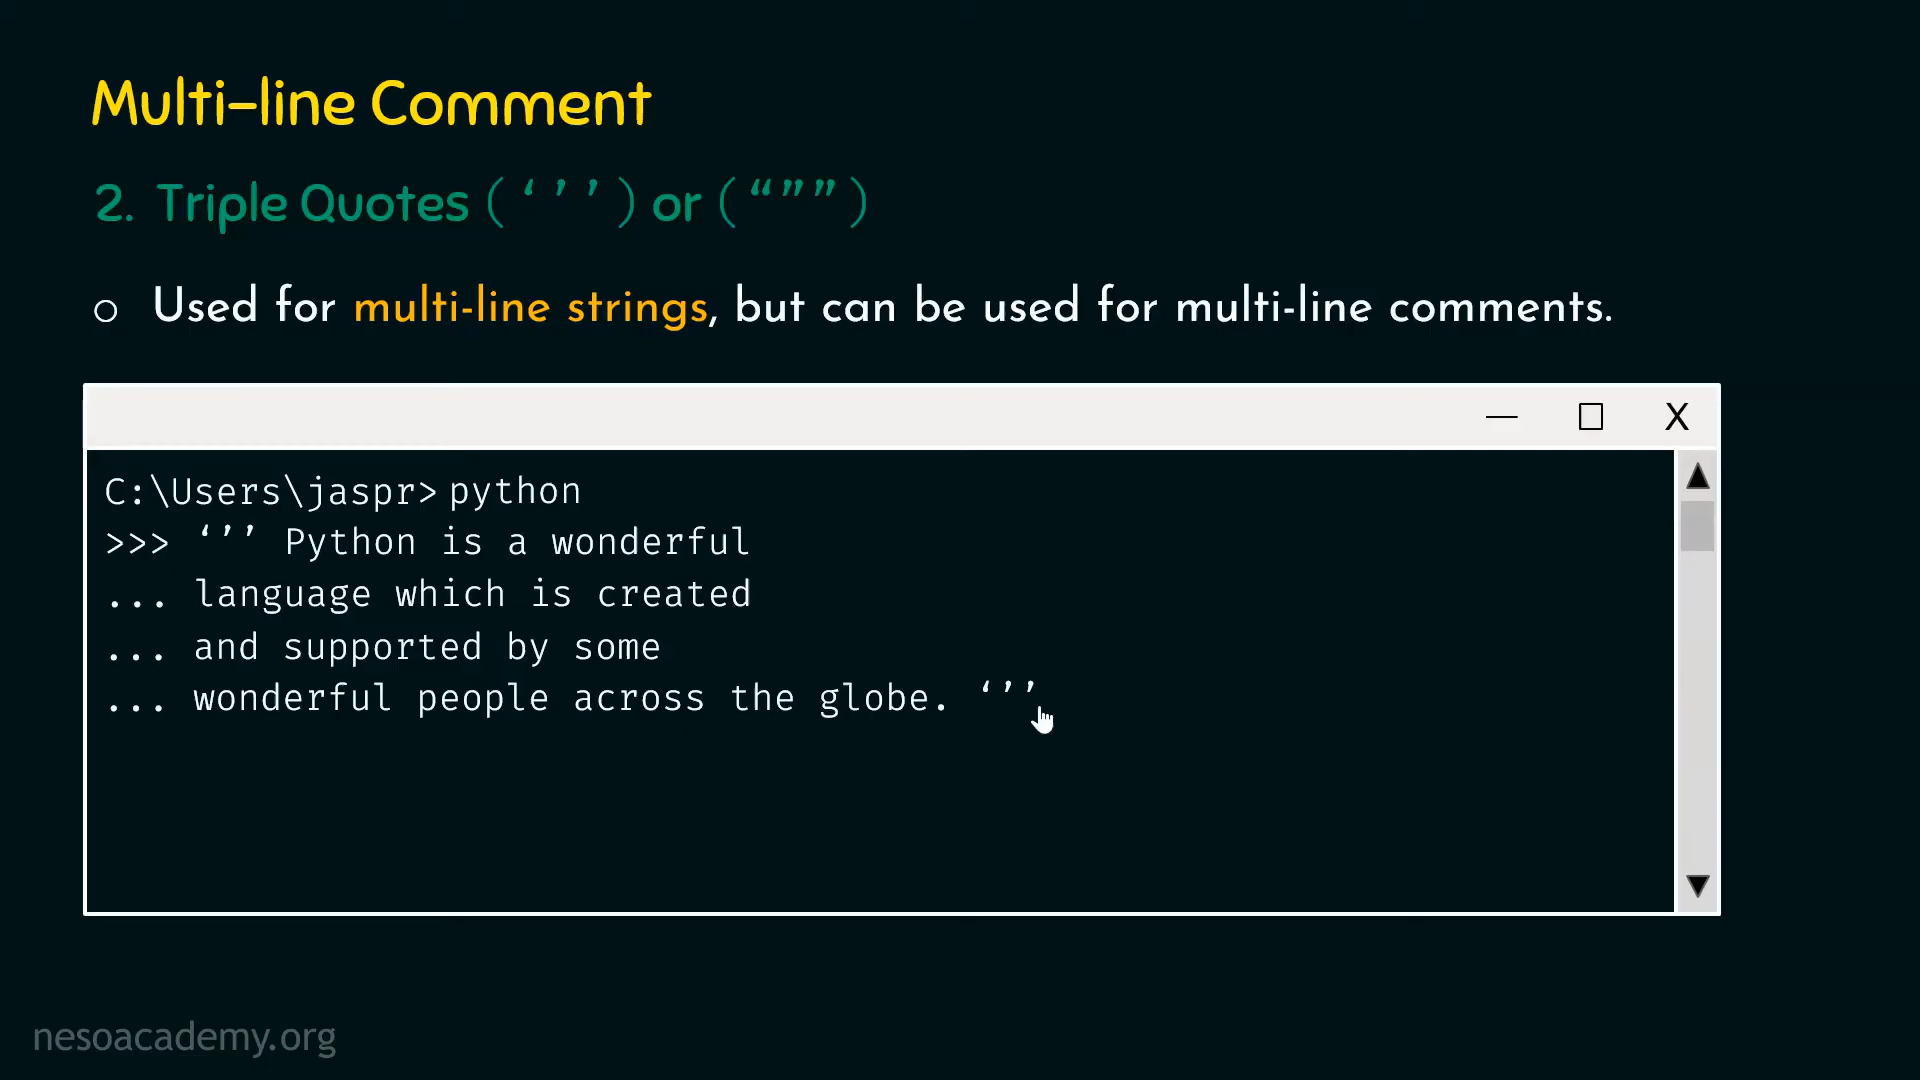 Multi-line Comment
2. Triple Quotes (‘’’) or (“””)
○ Used for multi-line strings, but can be used for multi-line comments.
— □ X
C:\Users\jaspr> python
>>> ‘’’ Python is a wonderful
... language which is created
... and supported by some
... wonderful people across the globe. ‘’’
nesoacademy.org